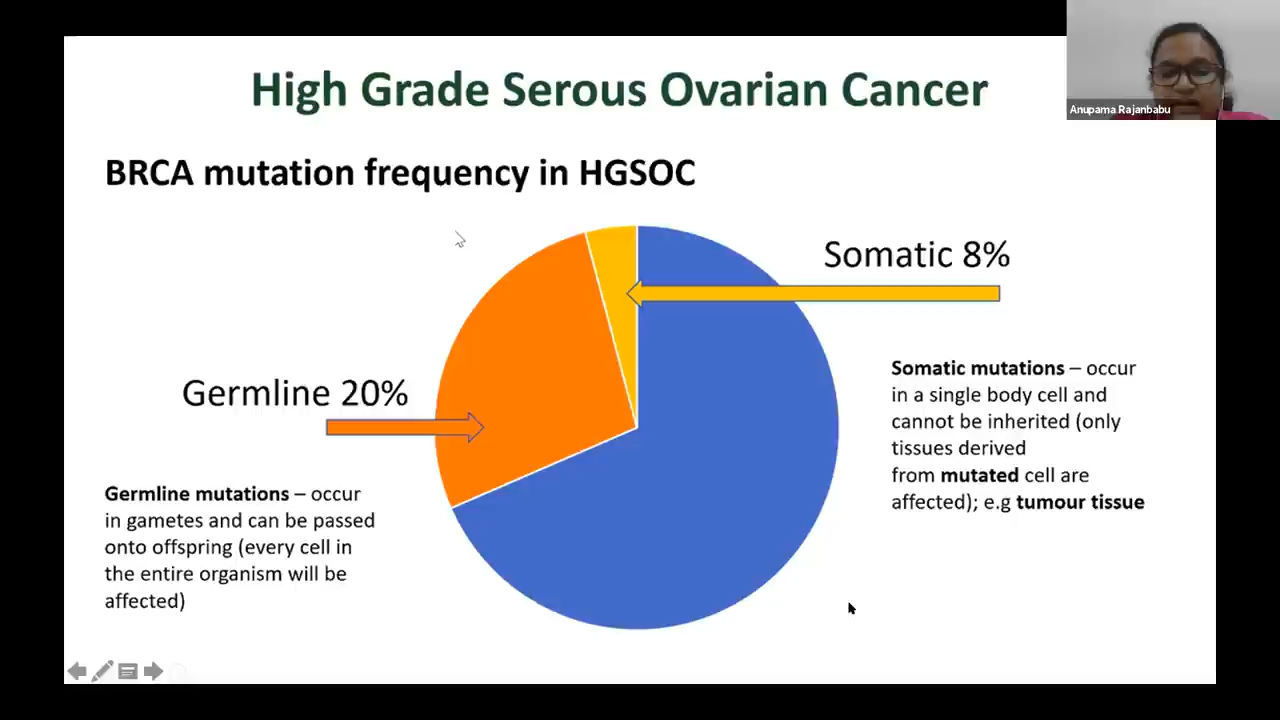 High Grade Serous Ovarian Cancer
Anupama Rajanbabu
BRCA mutation frequency in HGSOC
Somatic 8%
Germline 20%
Somatic mutations – occur
in a single body cell and
cannot be inherited (only
tissues derived
from mutated cell are
affected); e.g tumour tissue
Germline mutations – occur
in gametes and can be passed
onto offspring (every cell in
the entire organism will be
affected)